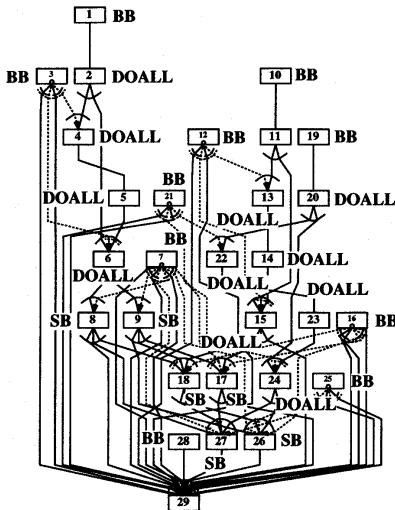 1 BB
BB 3 2 DOALL 10 BB
4 DOALL 12 BB 11 19 BB
DOALL 5 21 BB 13 20 DOALL
6 BB 22 14 DOALL
DOALL 7 DOALL
8 SB SB 9 15 23 16 BB
DOALL
18 17 24 25 BB
SB SB DOALL
BB 28 27 26 SB
SB
29